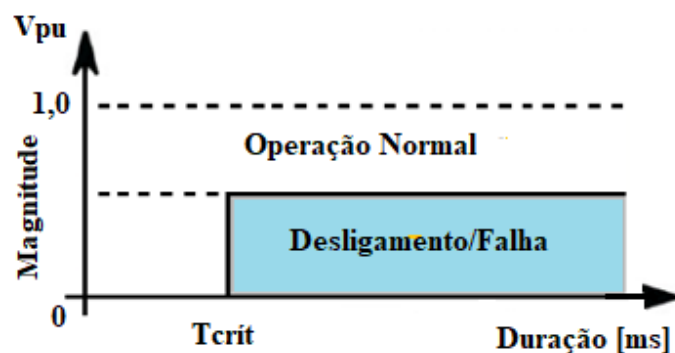 Vpu
1,0
Operação Normal
Magnitude
Desligamento/Falha
0
Tcrít
Duração [ms]